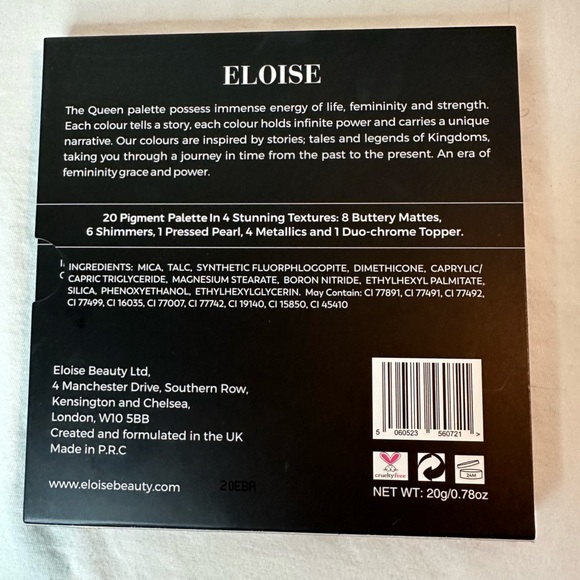 ELOISE
The Queen palette possess immense energy of life, femininity and strength.
Each colour tells a story, each colour holds infinite power and carries a unique
narrative. Our colours are inspired by stories; tales and legends of Kingdoms,
taking you through a journey in time from the past to the present. An era of
femininity grace and power.
20 Pigment Palette In 4 Stunning Textures: 8 Buttery Mattes,
6 Shimmers, 1 Pressed Pearl, 4 Metallics and 1 Duo-chrome Topper.
INGREDIENTS: MICA, TALC, SYNTHETIC FLUORPHLOGOPITE, DIMETHICONE, CAPRYLIC/
CAPRIC TRIGLYCERIDE, MAGNESIUM STEARATE, BORON NITRIDE, ETHYLHEXYL PALMITATE,
SILICA, PHENOXYETHANOL, ETHYLHEXYLGLYCERIN. May Contain: CI 77891, CI 77491, CI 77492,
CI 77499, CI 16035, CI 77007, CI 77742, CI 19140, CI 15850, CI 45410
Eloise Beauty Ltd,
4 Manchester Drive, Southern Row,
Kensington and Chelsea,
London, W10 5BB
Created and formulated in the UK
Made in P.R.C
5 060523 560721 >
www.eloisebeauty.com
20EBA
crueltyfree
24M
NET WT: 20g/0.78oz